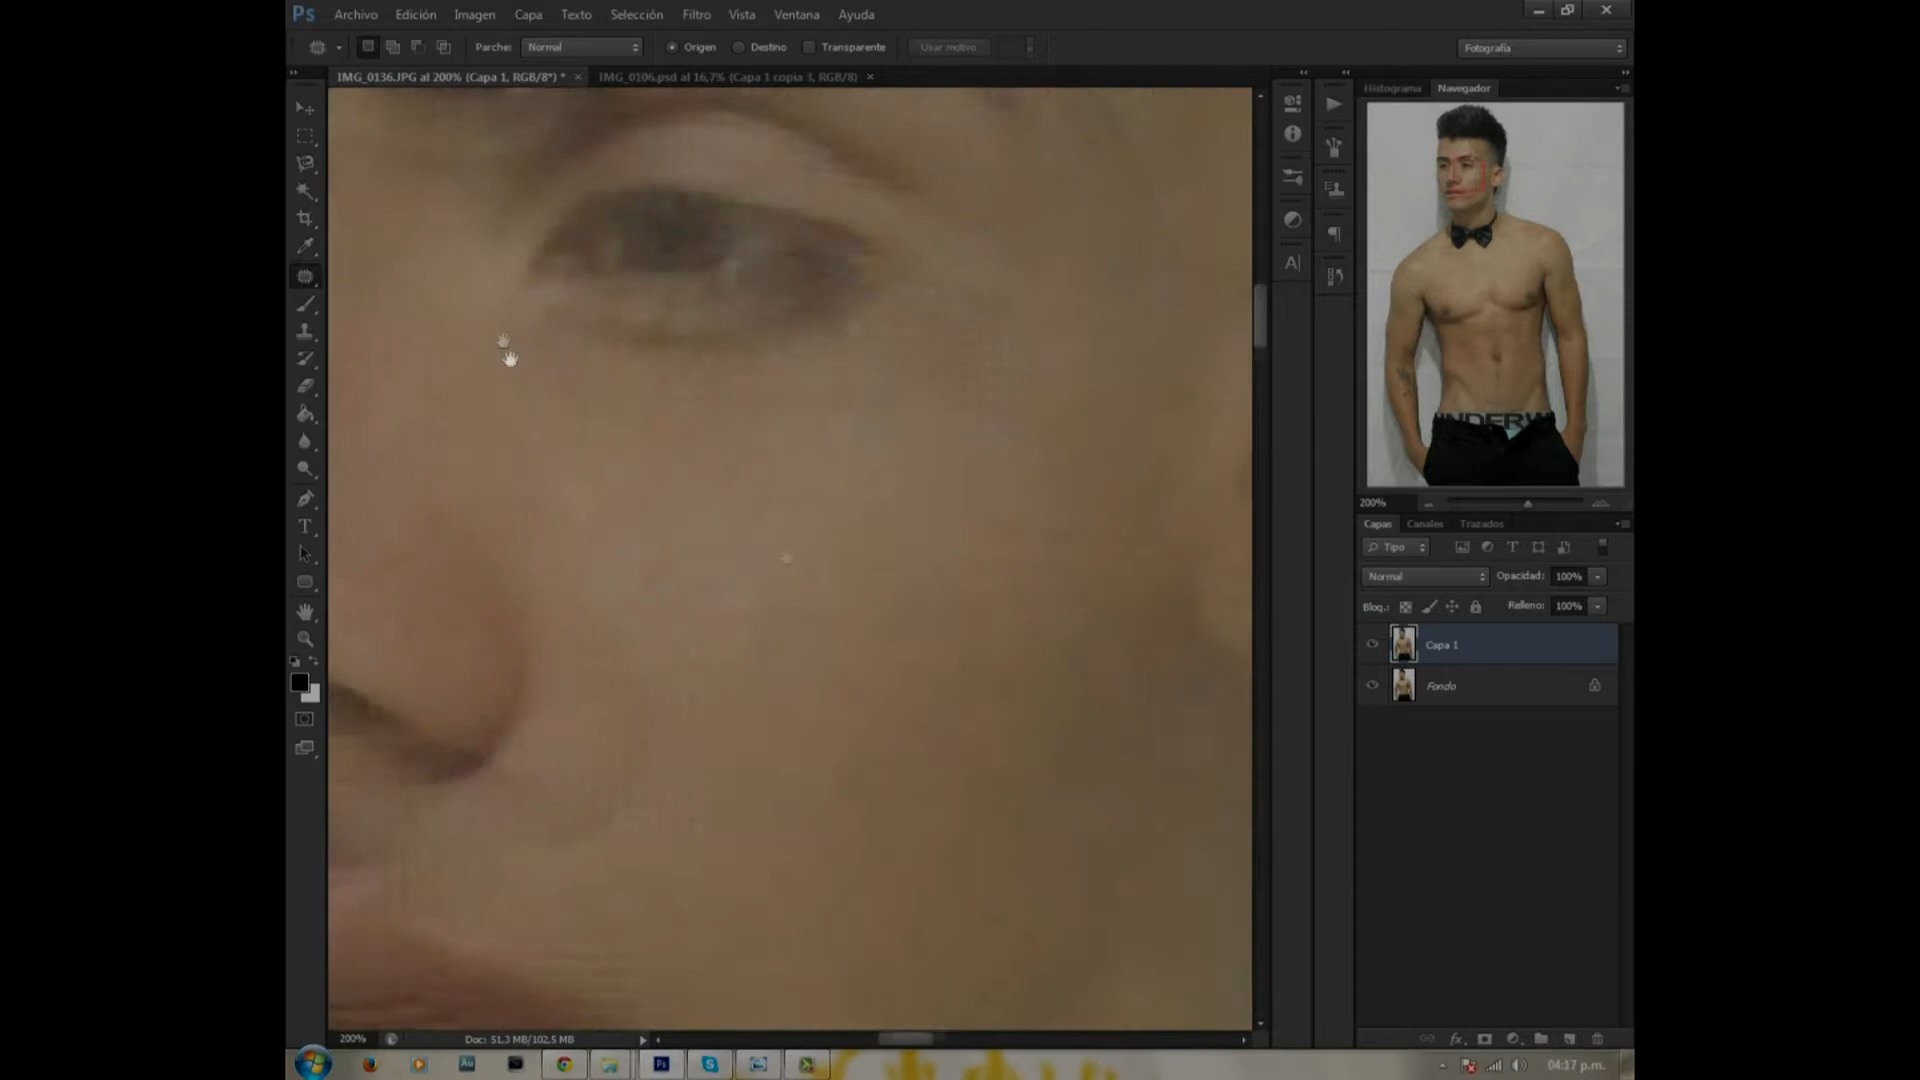 Ps Archivo Edición Imagen Capa Texto Selección Filtro Vista Ventana Ayuda
Parche: Normal Origen Destino Transparente Usar motivo Fotografía
IMG_0136.JPG al 200% (Capa 1, RGB/8*) * × IMG_0106.psd al 16,7% (Capa 1 copia 3, RGB/8) ×
Histograma Navegador
UNDERW
200%
Capas Canales Trazados
Tipo
Normal Opacidad: 100%
Bloq.: Relleno: 100%
Capa 1
Fondo
200% Doc: 51,3 MB/102,5 MB
Au Ps 04:17 p.m.